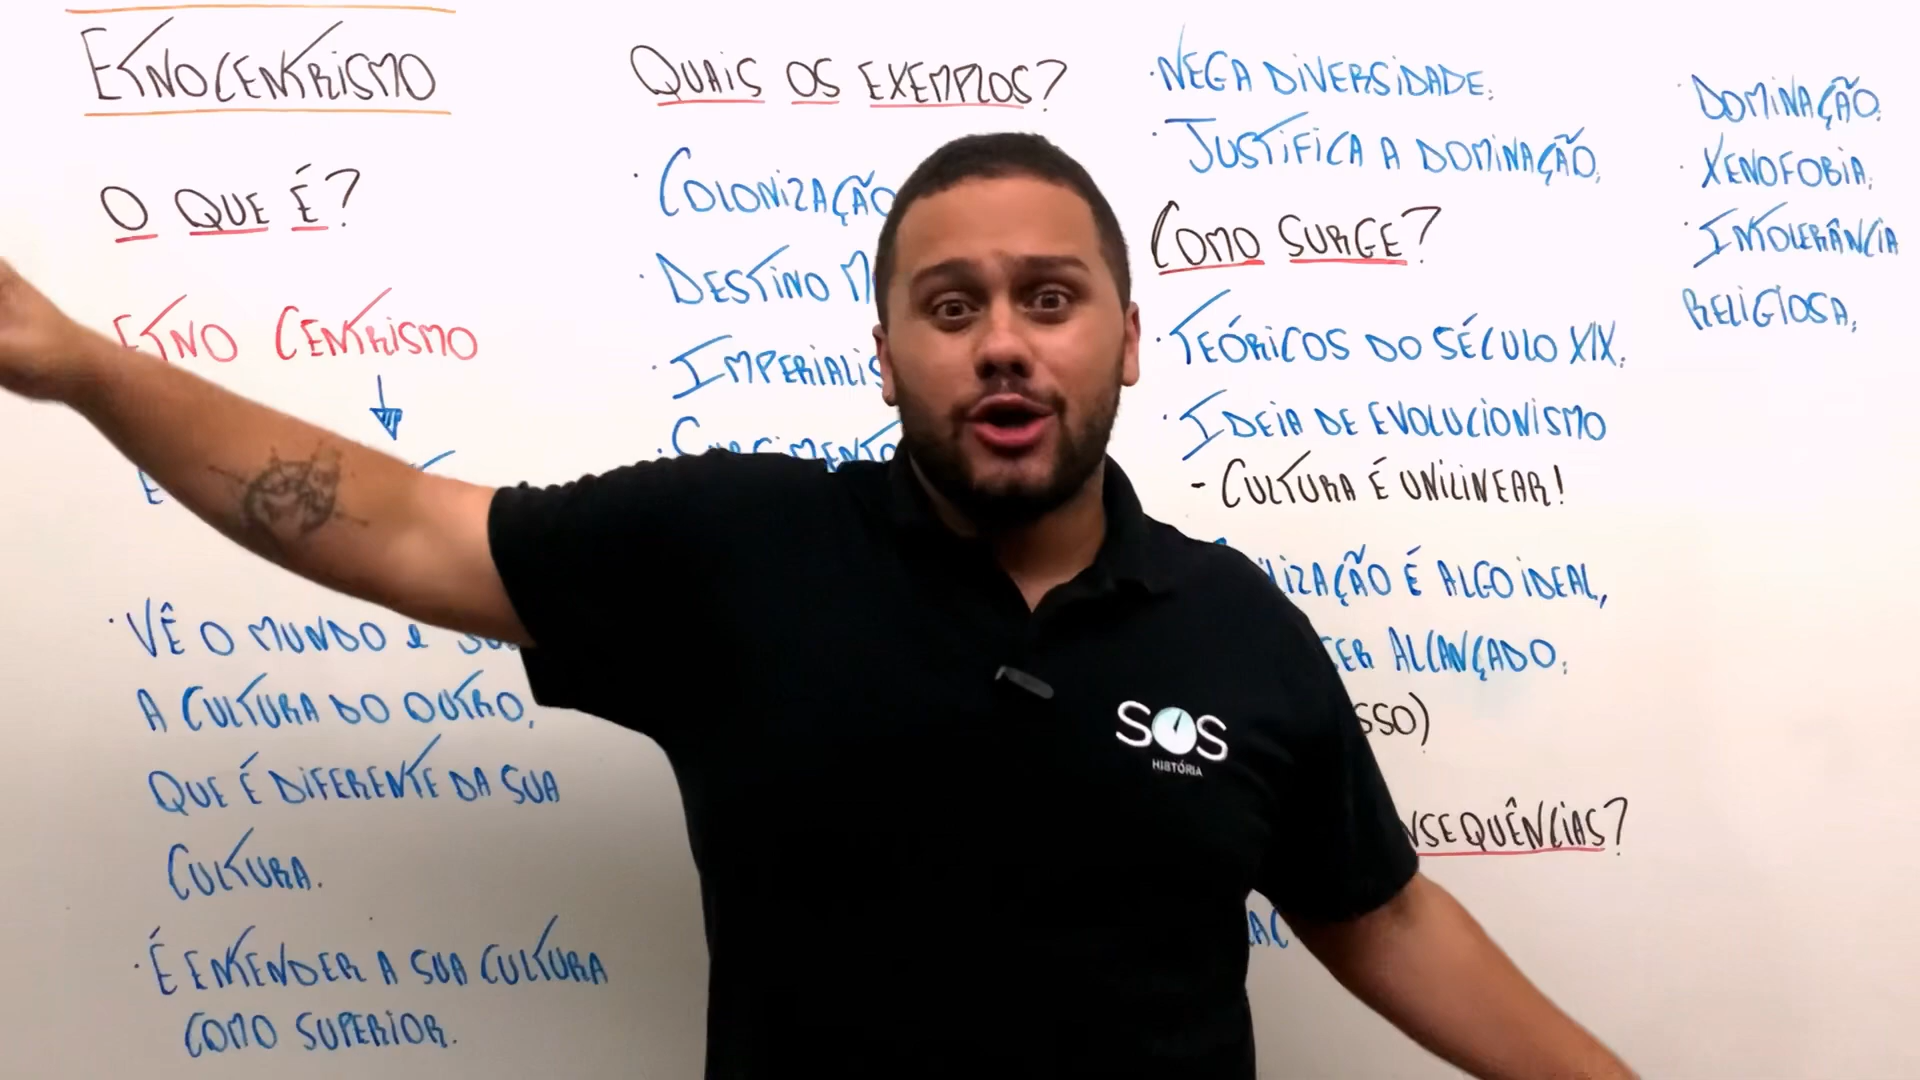 ETNOCENTRISMO
O QUE É?
ETNO CENTRISMO
· VÊ O MUNDO e
A CULTURA DO OUTRO,
QUE É DIFERENTE DA SUA
CULTURA.
· É ENTENDER A SUA CULTURA
COMO SUPERIOR.
QUAIS OS EXEMPLOS?
· COLONIZAÇÃO
· DESTINO
· IMPERIALIS
· NEGA DIVERSIDADE;
· JUSTIFICA A DOMINAÇÃO;
COMO SURGE?
· TEÓRICOS DO SÉCULO XIX;
· IDEIA DE EVOLUCIONISMO
- CULTURA É UNILINEAR!
LIZAÇÃO É ALGO IDEAL,
SER ALCANÇADO;
SSO)
NSEQUÊNCIAS?
· DOMINAÇÃO;
· XENOFOBIA;
· INTOLERÂNCIA
RELIGIOSA;
SOS
HISTÓRIA